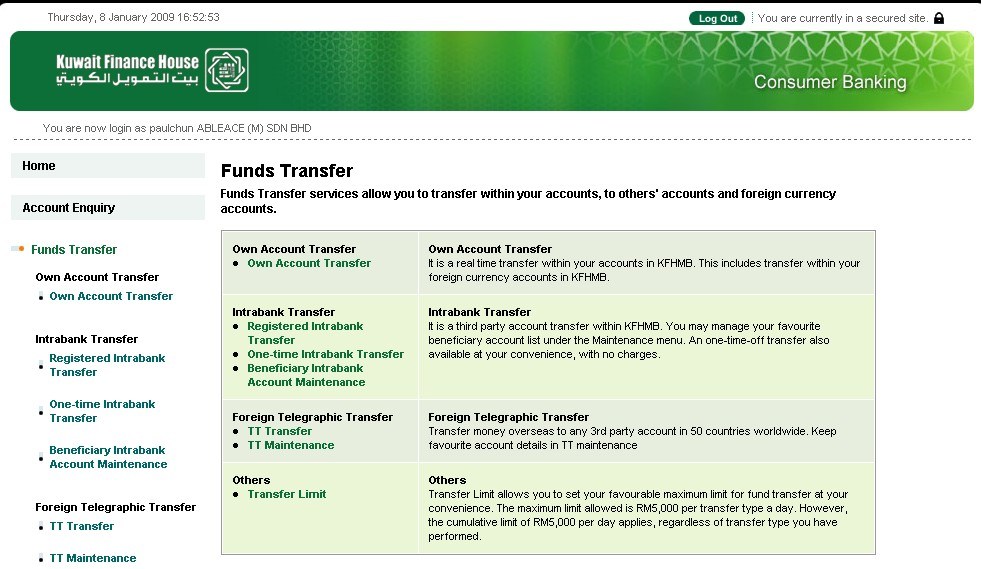 Thursday, 8 January 2009 16:52:53
Log Out
You are currently in a secured site.
Kuwait Finance House
بيت التمويل الكويتي
Consumer Banking
You are now login as paulchun ABLEACE (M) SDN BHD
Home
Account Enquiry
Funds Transfer
Own Account Transfer
Own Account Transfer
Intrabank Transfer
Registered Intrabank
Transfer
One-time Intrabank
Transfer
Beneficiary Intrabank
Account Maintenance
Foreign Telegraphic Transfer
TT Transfer
TT Maintenance
Funds Transfer
Funds Transfer services allow you to transfer within your accounts, to others' accounts and foreign currency
accounts.
Own Account Transfer
Own Account Transfer
Own Account Transfer
It is a real time transfer within your accounts in KFHMB. This includes transfer within your
foreign currency accounts in KFHMB.
Intrabank Transfer
Registered Intrabank
Transfer
One-time Intrabank Transfer
Beneficiary Intrabank
Account Maintenance
Intrabank Transfer
It is a third party account transfer within KFHMB. You may manage your favourite
beneficiary account list under the Maintenance menu. An one-time-off transfer also
available at your convenience, with no charges.
Foreign Telegraphic Transfer
TT Transfer
TT Maintenance
Foreign Telegraphic Transfer
Transfer money overseas to any 3rd party account in 50 countries worldwide. Keep
favourite account details in TT maintenance
Others
Transfer Limit
Others
Transfer Limit allows you to set your favourable maximum limit for fund transfer at your
convenience. The maximum limit allowed is RM5,000 per transfer type a day. However,
the cumulative limit of RM5,000 per day applies, regardless of transfer type you have
performed.